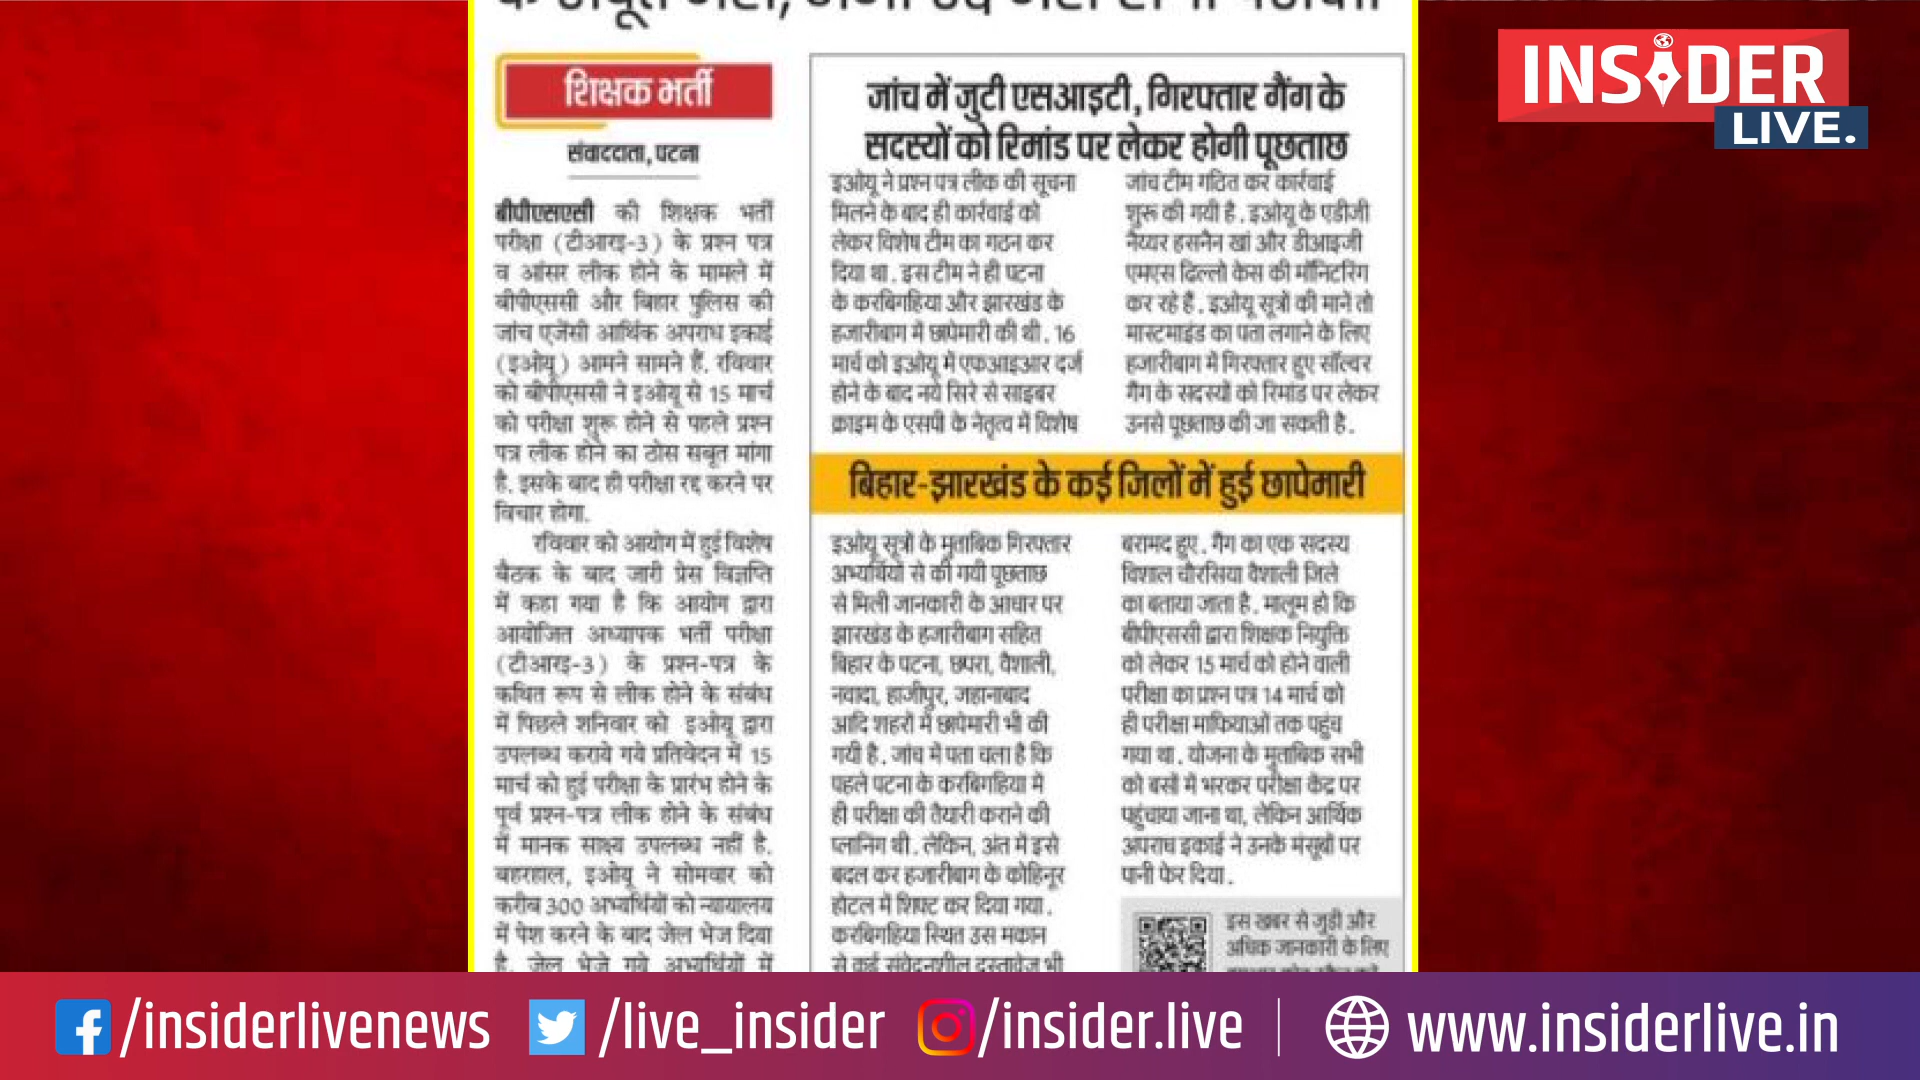 INSIDER
LIVE.
शिक्षक भर्ती
संवाददाता, पटना
बीपीएसएसी की शिक्षक भर्ती
परीक्षा (टीआरइ-3) के प्रश्न पत्र
व आंसर लीक होने के मामले में
बीपीएससी और बिहार पुलिस की
जांच एजेंसी आर्थिक अपराध इकाई
(इओयू) आमने सामने हैं. रविवार
को बीपीएससी ने इओयू से 15 मार्च
को परीक्षा शुरू होने से पहले प्रश्न
पत्र लीक होने का ठोस सबूत मांगा
है. इसके बाद ही परीक्षा रद्द करने पर
विचार होगा.
रविवार को आयोग में हुई विशेष
बैठक के बाद जारी प्रेस विज्ञप्ति
में कहा गया है कि आयोग द्वारा
आयोजित अध्यापक भर्ती परीक्षा
(टीआरइ-3) के प्रश्न-पत्र के
कथित रूप से लीक होने के संबंध
में पिछले शनिवार को इओयू द्वारा
उपलब्ध कराये गये प्रतिवेदन में 15
मार्च को हुई परीक्षा के प्रारंभ होने के
पूर्व प्रश्न-पत्र लीक होने के संबंध
में मानक साक्ष्य उपलब्ध नहीं है.
बहरहाल, इओयू ने सोमवार को
करीब 300 अभ्यर्थियों को न्यायालय
में पेश करने के बाद जेल भेज दिया
है. जेल भेजे गये अभ्यर्थियों में
जांच में जुटी एसआइटी, गिरफ्तार गैंग के
सदस्यों को रिमांड पर लेकर होगी पूछताछ
इओयू ने प्रश्न पत्र लीक की सूचना
मिलने के बाद ही कार्रवाई को
लेकर विशेष टीम का गठन कर
दिया था. इस टीम ने ही पटना
के करबिगहिया और झारखंड के
हजारीबाग में छापेमारी की थी. 16
मार्च को इओयू में एफआइआर दर्ज
होने के बाद नये सिरे से साइबर
क्राइम के एसपी के नेतृत्व में विशेष
जांच टीम गठित कर कार्रवाई
शुरू की गयी है. इओयू के एडीजी
नैय्यर हसनैन खां और डीआइजी
एमएस ढिल्लो केस की मॉनिटरिंग
कर रहे हैं. इओयू सूत्रों की मानें तो
मास्टमाइंड का पता लगाने के लिए
हजारीबाग में गिरफ्तार हुए सॉल्वर
गैंग के सदस्यों को रिमांड पर लेकर
उनसे पूछताछ की जा सकती है.
बिहार-झारखंड के कई जिलों में हुई छापेमारी
इओयू सूत्रों के मुताबिक गिरफ्तार
अभ्यर्थियों से की गयी पूछताछ
से मिली जानकारी के आधार पर
झारखंड के हजारीबाग सहित
बिहार के पटना, छपरा, वैशाली,
नवादा, हाजीपुर, जहानाबाद
आदि शहरों में छापेमारी भी की
गयी है. जांच में पता चला है कि
पहले पटना के करबिगहिया में
ही परीक्षा की तैयारी कराने की
प्लानिंग थी. लेकिन, अंत में इसे
बदल कर हजारीबाग के कोहिनूर
होटल में शिफ्ट कर दिया गया.
करबिगहिया स्थित उस मकान
से कई संवेदनशील दस्तावेज भी
बरामद हुए. गैंग का एक सदस्य
विशाल चौरसिया वैशाली जिले
का बताया जाता है. मालूम हो कि
बीपीएससी द्वारा शिक्षक नियुक्ति
को लेकर 15 मार्च को होने वाली
परीक्षा का प्रश्न पत्र 14 मार्च को
ही परीक्षा माफियाओं तक पहुंच
गया था. योजना के मुताबिक सभी
को बसों में भरकर परीक्षा केंद्र पर
पहुंचाया जाना था, लेकिन आर्थिक
अपराध इकाई ने उनके मंसूबों पर
पानी फेर दिया.
इस खबर से जुड़ी और
अधिक जानकारी के लिए
/insiderlivenews
/live_insider
/insider.live
www.insiderlive.in